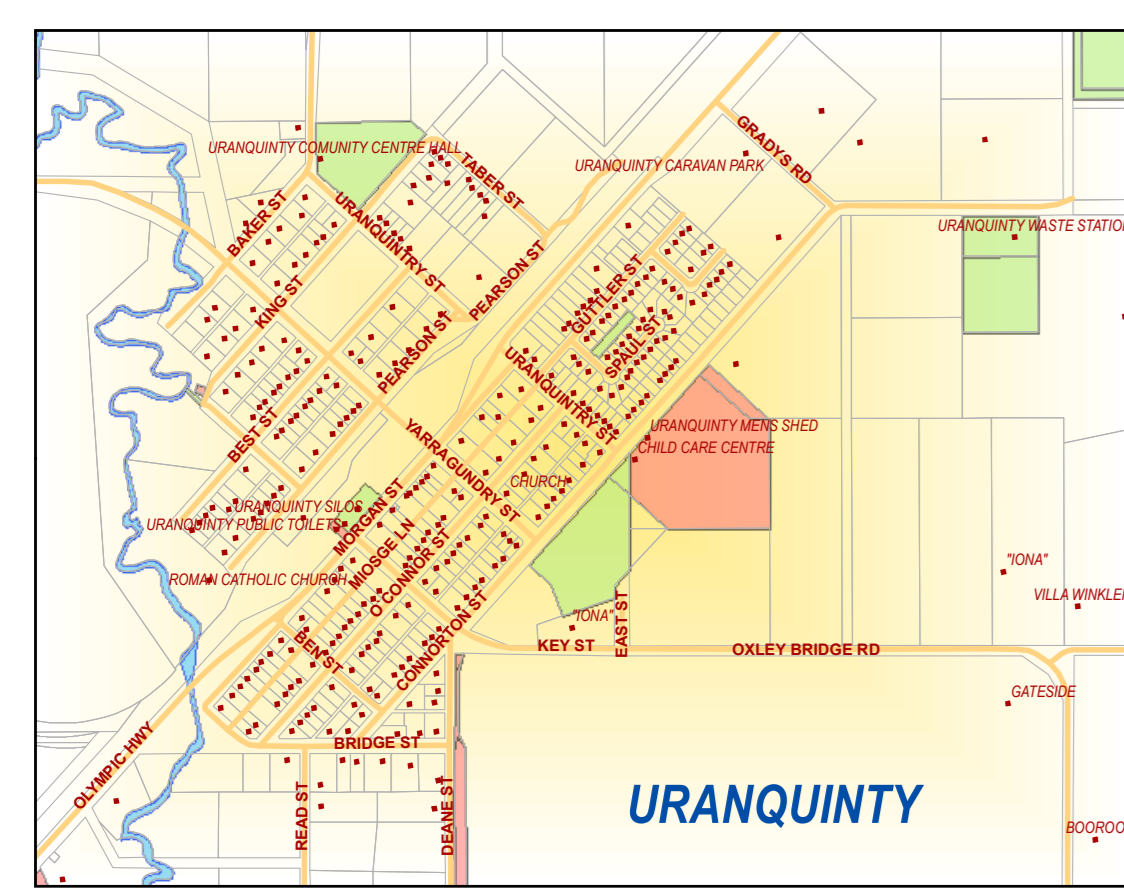 GRADYS RD
URANQUINTY COMUNITY CENTRE HALL
TABER ST
URANQUINTY CARAVAN PARK
BAKER ST
URANQUINTRY ST
URANQUINTY WASTE STATION
KING ST
PEARSON ST
GUTTLER ST
PEARSON ST
SPAUL ST
URANQUINTRY ST
BEST ST
YARRAGUNDRY ST
URANQUINTY MENS SHED
CHILD CARE CENTRE
CHURCH
URANQUINTY SILOS
URANQUINTY PUBLIC TOILETS
MORGAN ST
MIOSGE LN
O CONNOR ST
ROMAN CATHOLIC CHURCH
"IONA"
VILLA WINKLE
"IONA"
EAST ST
BEN ST
CONNORTON ST
KEY ST
OXLEY BRIDGE RD
GATESIDE
BRIDGE ST
OLYMPIC HWY
READ ST
DEANE ST
URANQUINTY
BOOROO